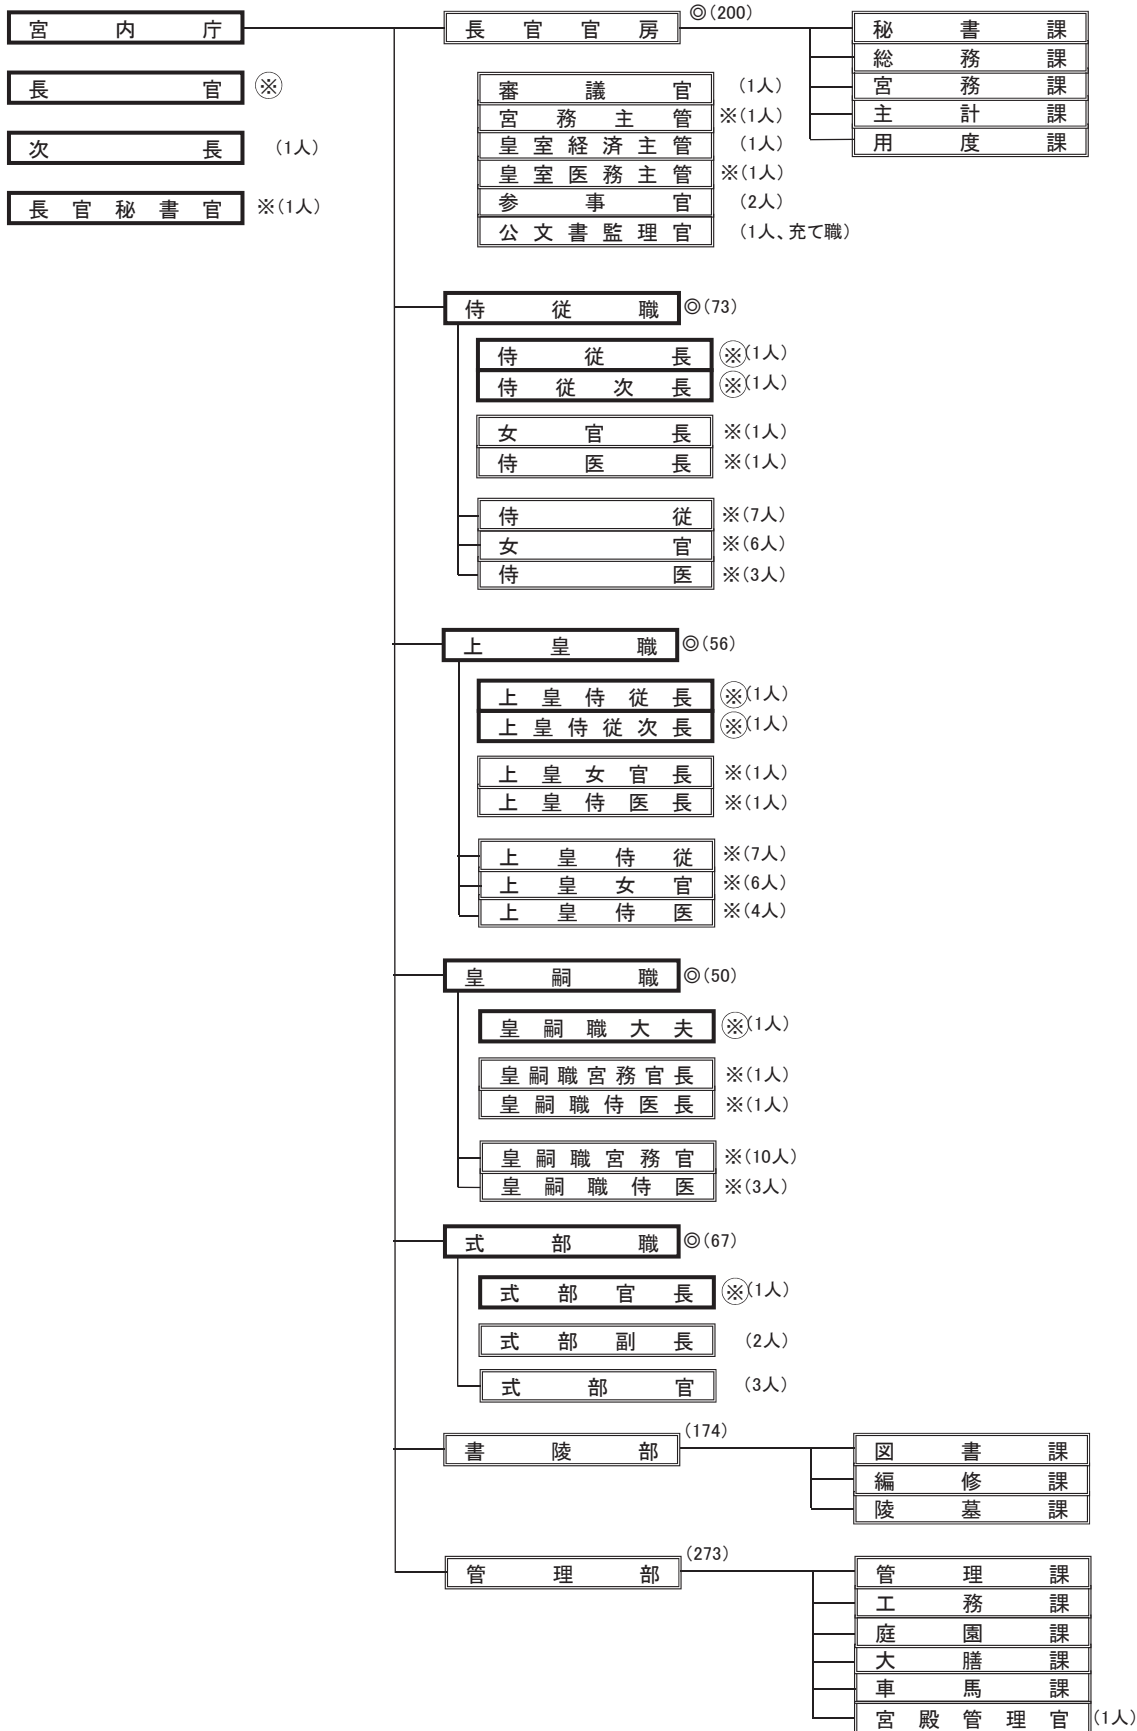 宮内庁
長官 ※
次長 (1人)
長官秘書官 ※(1人)
長官官房 ◎(200)
審議官 (1人)
宮務主管 ※(1人)
皇室経済主管 (1人)
皇室医務主管 ※(1人)
参事官 (2人)
公文書監理官 (1人、充て職)
秘書課
総務課
宮務課
主計課
用度課
侍従職 ◎(73)
侍従長 ※(1人)
侍従次長 ※(1人)
女官長 ※(1人)
侍医長 ※(1人)
侍従 ※(7人)
女官 ※(6人)
侍医 ※(3人)
上皇職 ◎(56)
上皇侍従長 ※(1人)
上皇侍従次長 ※(1人)
上皇女官長 ※(1人)
上皇侍医長 ※(1人)
上皇侍従 ※(7人)
上皇女官 ※(6人)
上皇侍医 ※(4人)
皇嗣職 ◎(50)
皇嗣職大夫 ※(1人)
皇嗣職宮務官長 ※(1人)
皇嗣職侍医長 ※(1人)
皇嗣職宮務官 ※(10人)
皇嗣職侍医 ※(3人)
式部職 ◎(67)
式部官長 ※(1人)
式部副長 (2人)
式部官 (3人)
書陵部 (174)
図書課
編修課
陵墓課
管理部 (273)
管理課
工務課
庭園課
大膳課
車馬課
宮殿管理官 (1人)